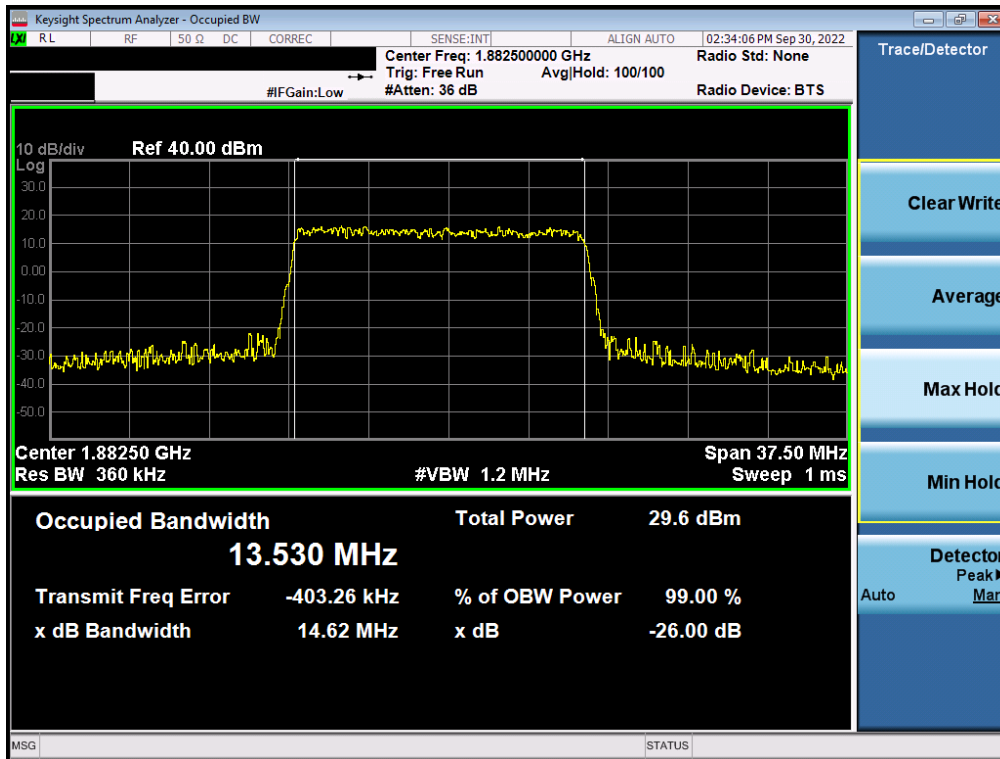 Keysight Spectrum Analyzer - Occupied BW
LXI RL RF 50 Ω DC CORREC SENSE:INT ALIGN AUTO 02:34:06 PM Sep 30, 2022
Center Freq: 1.882500000 GHz Radio Std: None
Trig: Free Run Avg|Hold: 100/100
#IFGain:Low #Atten: 36 dB Radio Device: BTS
Trace/Detector
10 dB/div Ref 40.00 dBm
Log
30.0
20.0
10.0
0.00
-10.0
-20.0
-30.0
-40.0
-50.0
Center 1.88250 GHz Span 37.50 MHz
Res BW 360 kHz #VBW 1.2 MHz Sweep 1 ms
Occupied Bandwidth Total Power 29.6 dBm
13.530 MHz
Transmit Freq Error -403.26 kHz % of OBW Power 99.00 %
x dB Bandwidth 14.62 MHz x dB -26.00 dB
Clear Write
Average
Max Hold
Min Hold
Detector
Peak
Auto Man
MSG STATUS